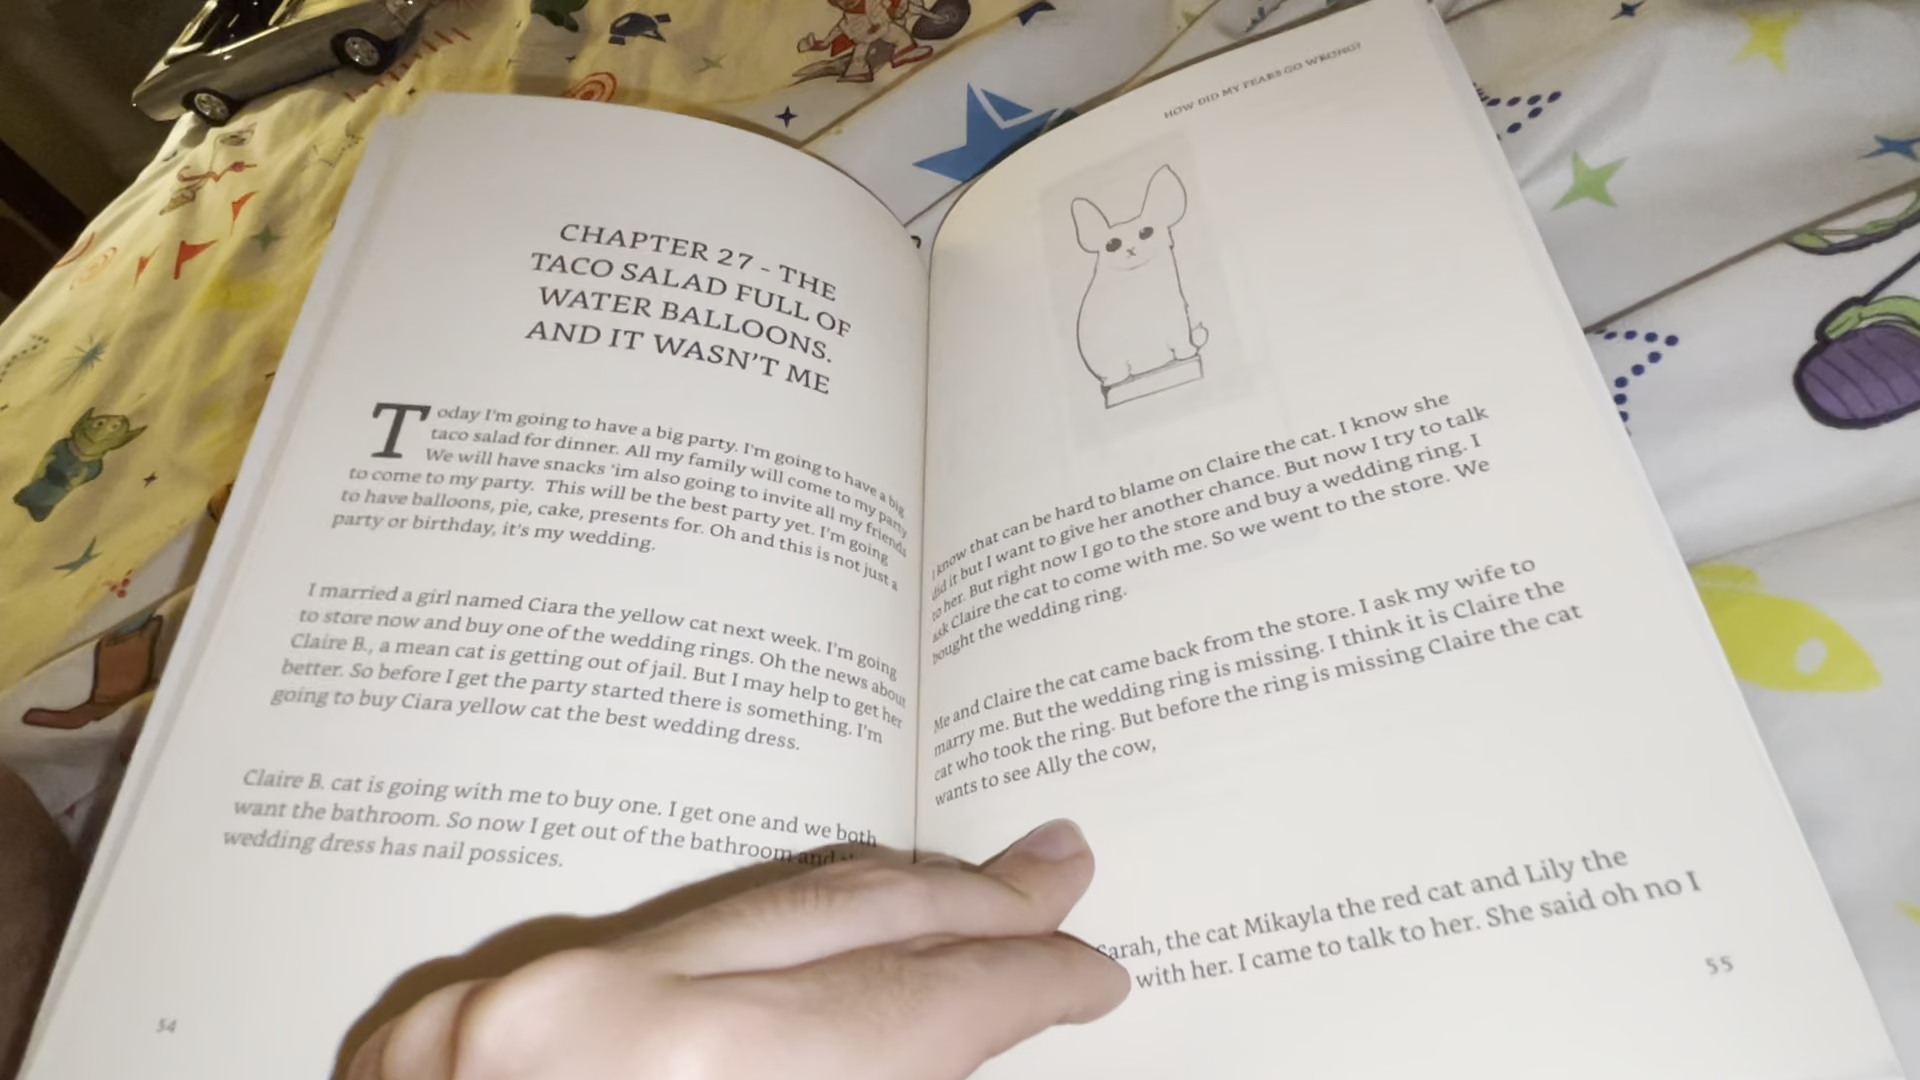 CHAPTER 27 - THE
TACO SALAD FULL OF
WATER BALLOONS.
AND IT WASN'T ME
Today I'm going to have a big party. I'm going to have a big
taco salad for dinner. All my family will come to my party
We will have snacks 'im also going to invite all my friends
to come to my party. This will be the best party yet. I'm going
to have balloons, pie, cake, presents for. Oh and this is not just a
party or birthday, it's my wedding.
I married a girl named Ciara the yellow cat next week. I'm going
to store now and buy one of the wedding rings. Oh the news about
Claire B., a mean cat is getting out of jail. But I may help to get her
better. So before I get the party started there is something. I'm
going to buy Ciara yellow cat the best wedding dress.
Claire B. cat is going with me to buy one. I get one and we both
want the bathroom. So now I get out of the bathroom and
wedding dress has nail possices.
54
HOW DID MY FEARS GO WRONG?
I know that can be hard to blame on Claire the cat. I know she
did it but I want to give her another chance. But now I try to talk
to her. But right now I go to the store and buy a wedding ring. I
ask Claire the cat to come with me. So we went to the store. We
bought the wedding ring.
Me and Claire the cat came back from the store. I ask my wife to
marry me. But the wedding ring is missing. I think it is Claire the
cat who took the ring. But before the ring is missing Claire the cat
wants to see Ally the cow,
Sarah, the cat Mikayla the red cat and Lily the
with her. I came to talk to her. She said oh no I
55